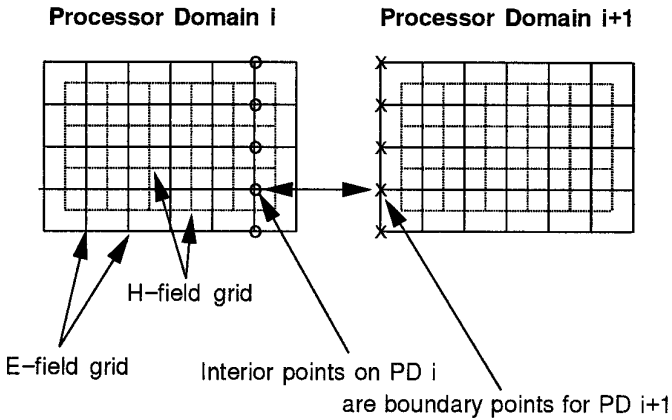 Processor Domain i
Processor Domain i+1
H-field grid
E-field grid
Interior points on PD i
are boundary points for PD i+1